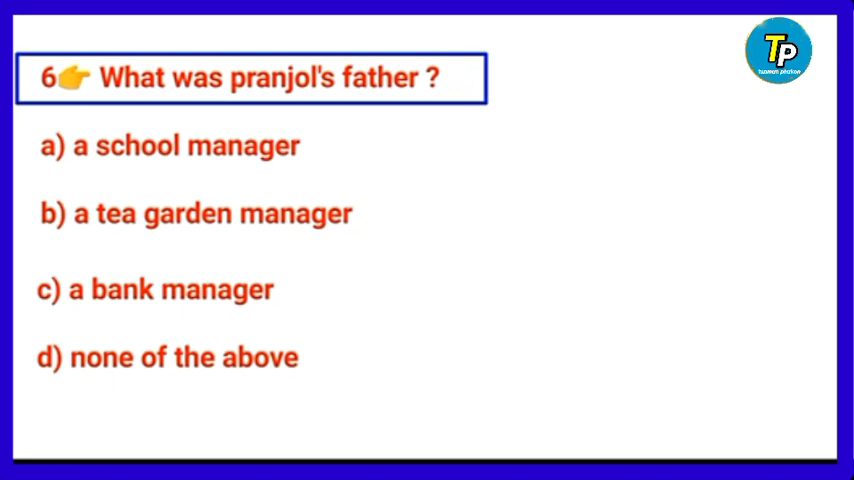 TP
6👉 What was pranjol's father ?
a) a school manager
b) a tea garden manager
c) a bank manager
d) none of the above